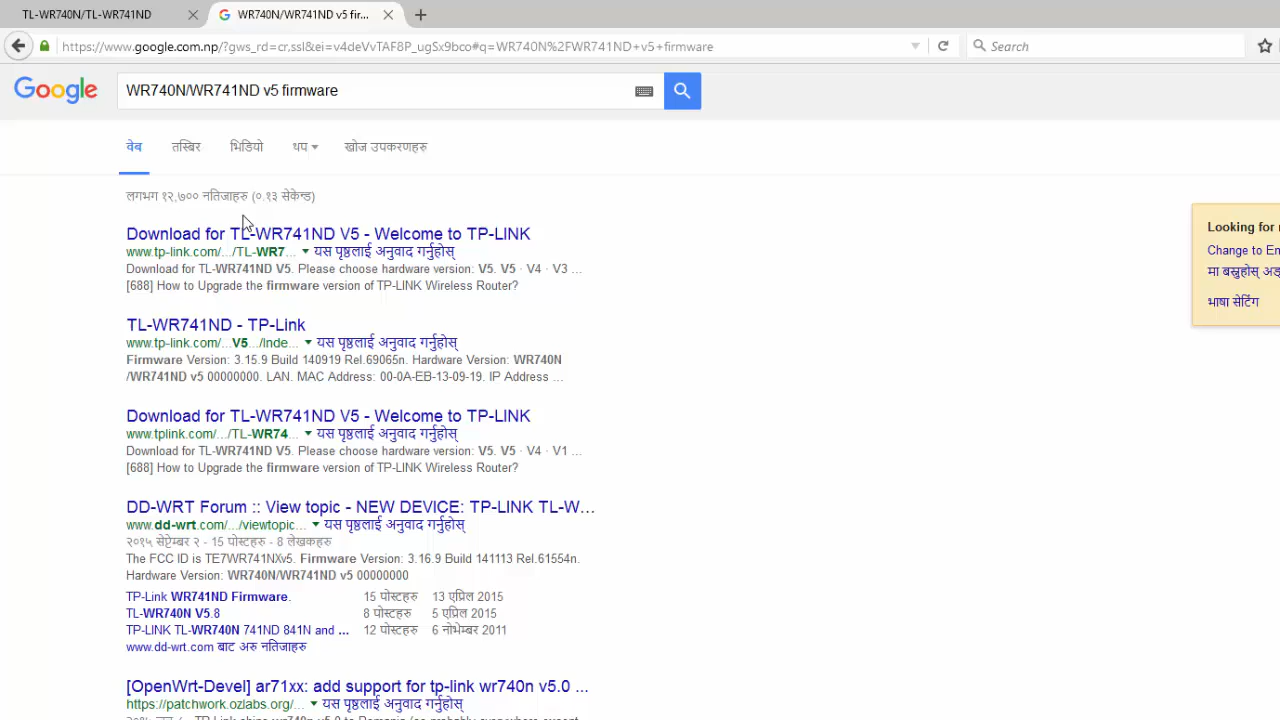 TL-WR740N/TL-WR741ND
WR740N/WR741ND v5 fir...
https://www.google.com.np/?gws_rd=cr,ssl&ei=v4deVvTAF8P_ugSx9bco#q=WR740N%2FWR741ND+v5+firmware
Search
Google
WR740N/WR741ND v5 firmware
वेब तस्बिर भिडियो थप खोज उपकरणहरु
लगभग १२,७०० नतिजाहरु (०.१३ सेकेन्ड)
Download for TL-WR741ND V5 - Welcome to TP-LINK
www.tp-link.com/.../TL-WR7... यस पृष्ठलाई अनुवाद गर्नुहोस्
Download for TL-WR741ND V5. Please choose hardware version: V5. V5 · V4 · V3 ...
[688] How to Upgrade the firmware version of TP-LINK Wireless Router?
TL-WR741ND - TP-Link
www.tp-link.com/...V5.../inde... यस पृष्ठलाई अनुवाद गर्नुहोस्
Firmware Version: 3.15.9 Build 140919 Rel.69065n. Hardware Version: WR740N
/WR741ND v5 00000000. LAN. MAC Address: 00-0A-EB-13-09-19. IP Address ...
Download for TL-WR741ND V5 - Welcome to TP-LINK
www.tplink.com/.../TL-WR74... यस पृष्ठलाई अनुवाद गर्नुहोस्
Download for TL-WR741ND V5. Please choose hardware version: V5. V5 · V4 · V1 ...
[688] How to Upgrade the firmware version of TP-LINK Wireless Router?
DD-WRT Forum :: View topic - NEW DEVICE: TP-LINK TL-W...
www.dd-wrt.com/.../viewtopic... यस पृष्ठलाई अनुवाद गर्नुहोस्
२०१५ सेप्टेम्बर २ - 15 पोस्टहरु - 8 लेखकहरू
The FCC ID is TE7WR741NXv5. Firmware Version: 3.16.9 Build 141113 Rel.61554n.
Hardware Version: WR740N/WR741ND v5 00000000
TP-Link WR741ND Firmware. 15 पोस्टहरु 13 एप्रिल 2015
TL-WR740N V5.8 8 पोस्टहरु 5 एप्रिल 2015
TP-LINK TL-WR740N 741ND 841N and ... 12 पोस्टहरु 6 नोभेम्बर 2011
www.dd-wrt.com बाट अरु नतिजाहरु
[OpenWrt-Devel] ar71xx: add support for tp-link wr740n v5.0 ...
https://patchwork.ozlabs.org/... यस पृष्ठलाई अनुवाद गर्नुहोस्
Looking for
Change to En
मा बस्नुहोस् अङ
भाषा सेटिंग